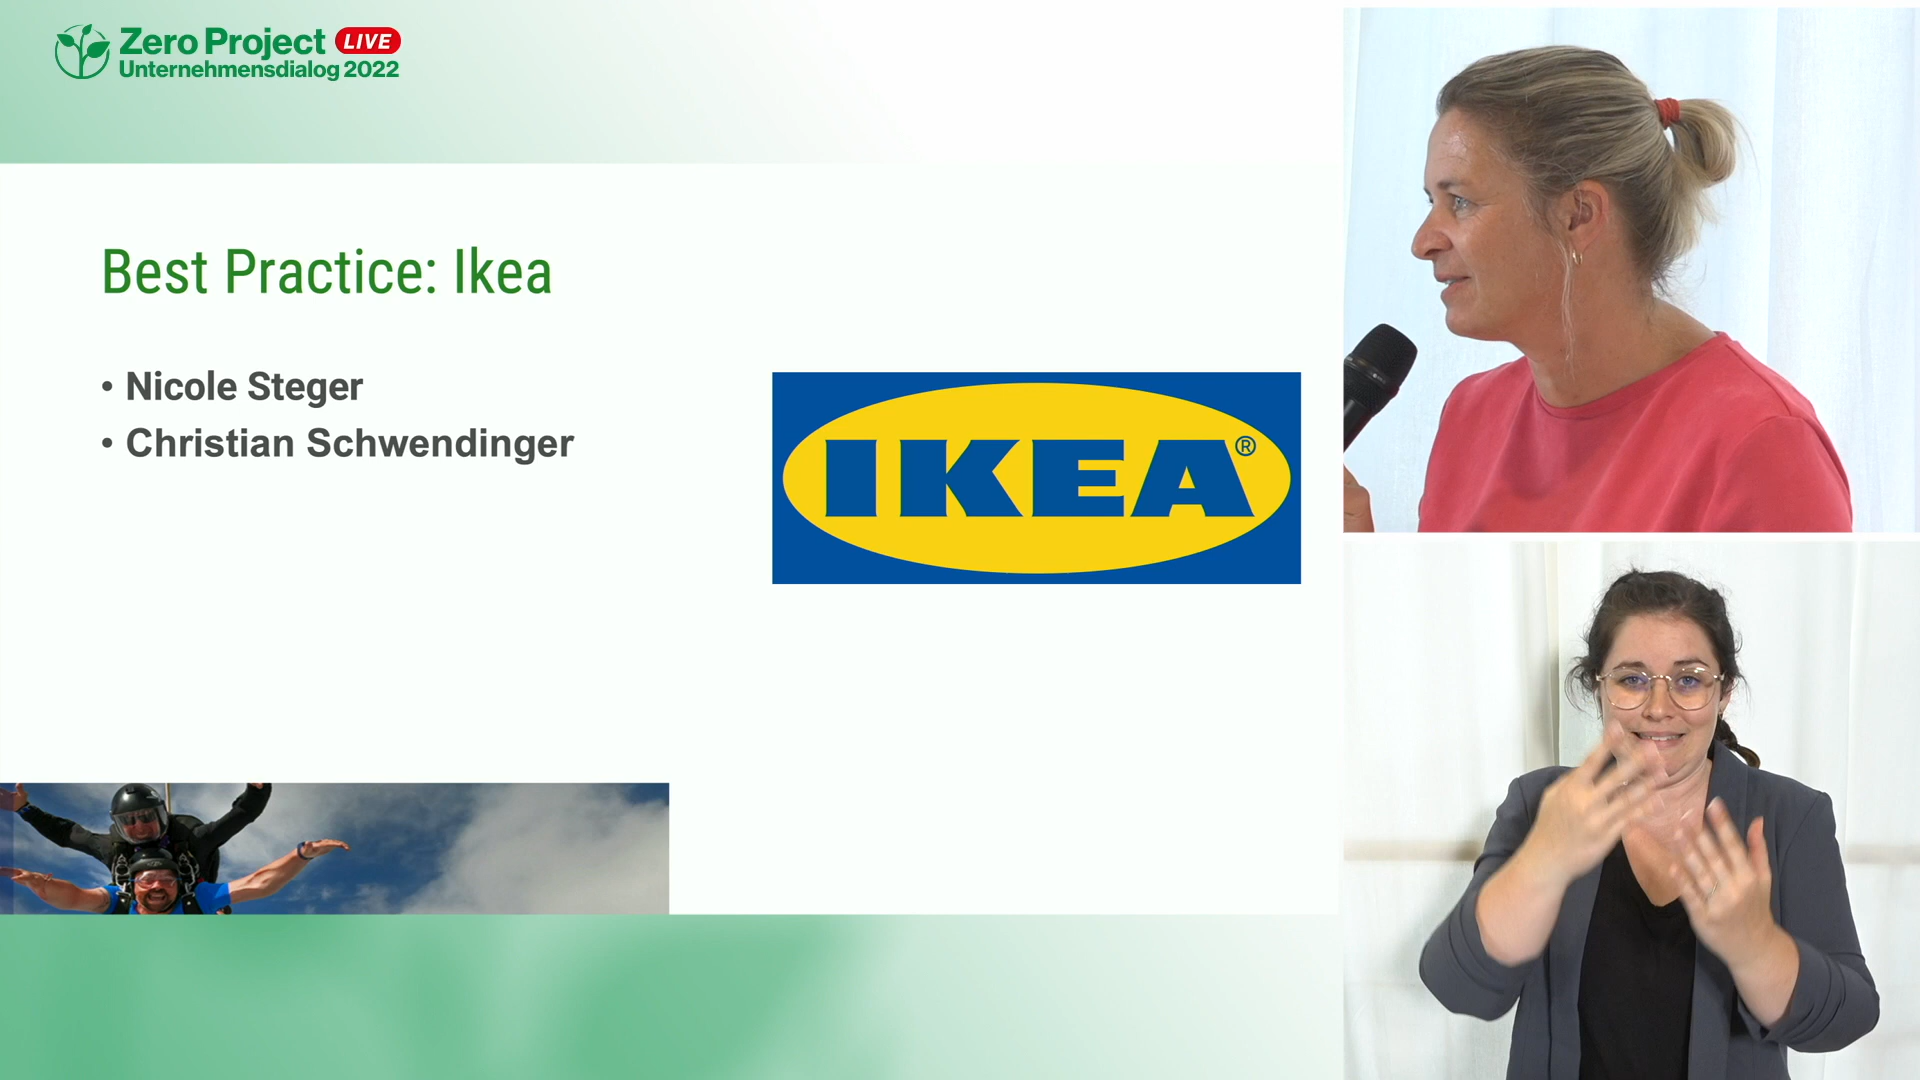 Zero Project LIVE
Unternehmensdialog 2022
Best Practice: Ikea
• Nicole Steger
• Christian Schwendinger
IKEA®